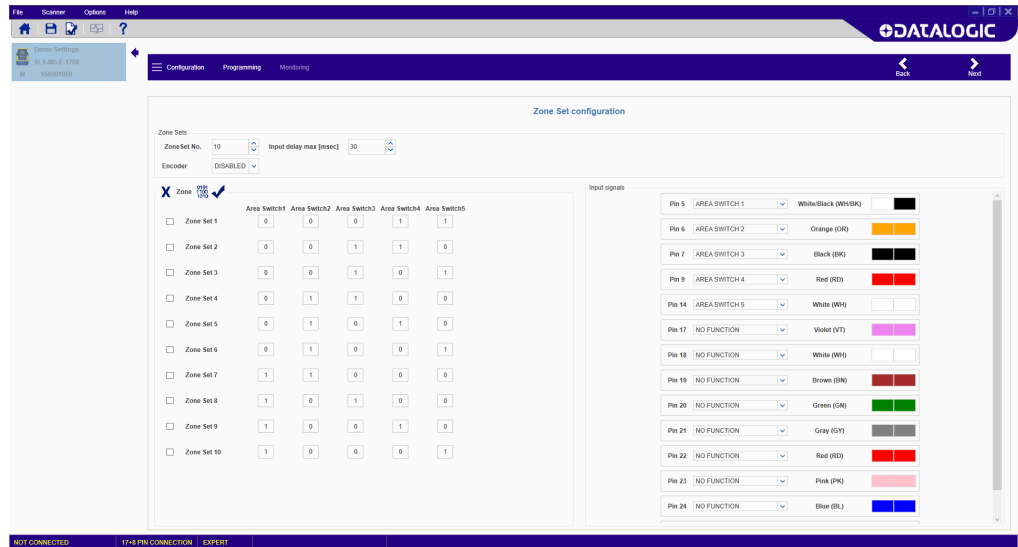 File Scanner Options Help
DATALOGIC
Demo Settings
SLS-M5-E-1708
M 950001050
Configuration Programming Monitoring Back Next
Zone Set configuration
Zone Sets
ZoneSet No. 10 Input delay max [msec] 30
Encoder DISABLED
X Zone 0101 1100 1010
Area Switch1 Area Switch2 Area Switch3 Area Switch4 Area Switch5
Zone Set 1 0 0 0 1 1
Zone Set 2 0 0 1 1 0
Zone Set 3 0 0 1 0 1
Zone Set 4 0 1 1 0 0
Zone Set 5 0 1 0 1 0
Zone Set 6 0 1 0 0 1
Zone Set 7 1 1 0 0 0
Zone Set 8 1 0 1 0 0
Zone Set 9 1 0 0 1 0
Zone Set 10 1 0 0 0 1
Input signals
Pin 5 AREA SWITCH 1 White/Black (WH/BK)
Pin 6 AREA SWITCH 2 Orange (OR)
Pin 7 AREA SWITCH 3 Black (BK)
Pin 9 AREA SWITCH 4 Red (RD)
Pin 14 AREA SWITCH 5 White (WH)
Pin 17 NO FUNCTION Violet (VT)
Pin 18 NO FUNCTION White (WH)
Pin 19 NO FUNCTION Brown (BN)
Pin 20 NO FUNCTION Green (GN)
Pin 21 NO FUNCTION Gray (GY)
Pin 22 NO FUNCTION Red (RD)
Pin 23 NO FUNCTION Pink (PK)
Pin 24 NO FUNCTION Blue (BL)
NOT CONNECTED 17+8 PIN CONNECTION EXPERT